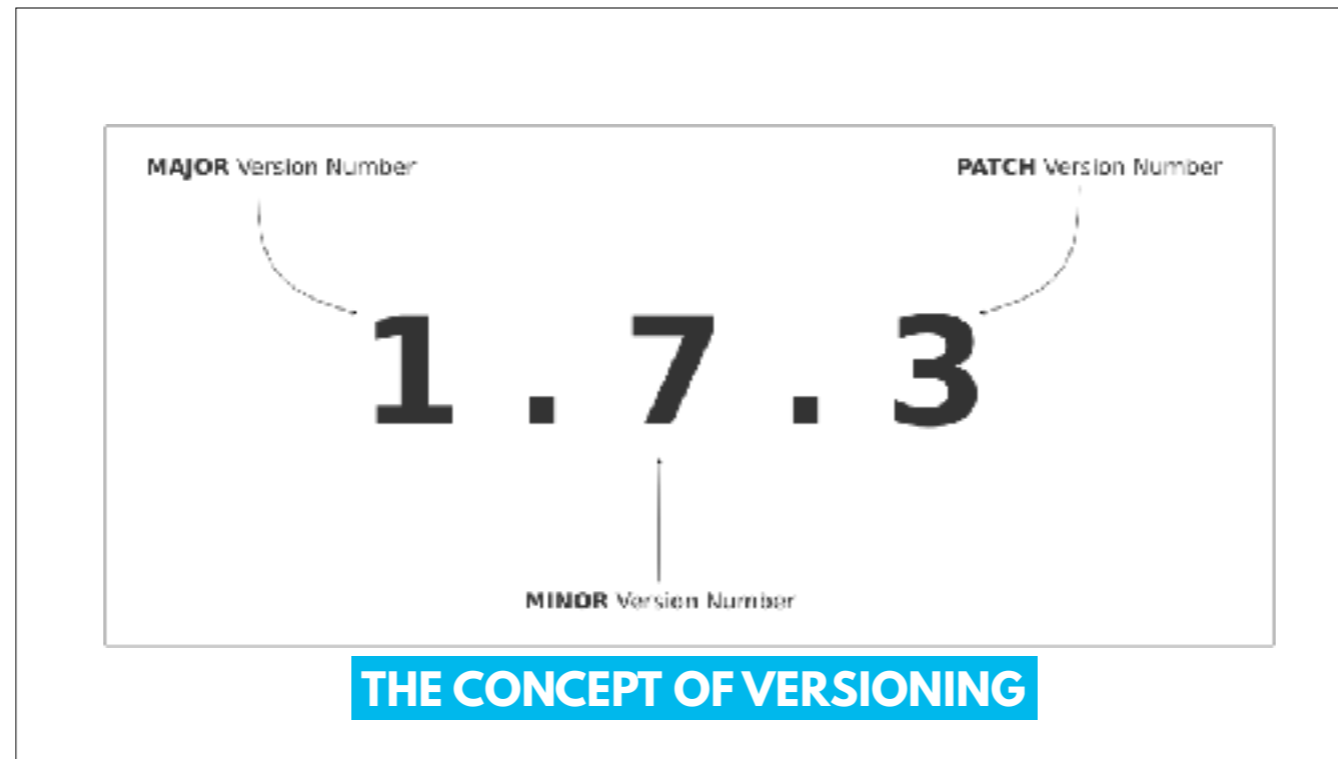 MAJOR Version Number
PATCH Version Number
1 . 7 . 3
MINOR Version Number
THE CONCEPT OF VERSIONING